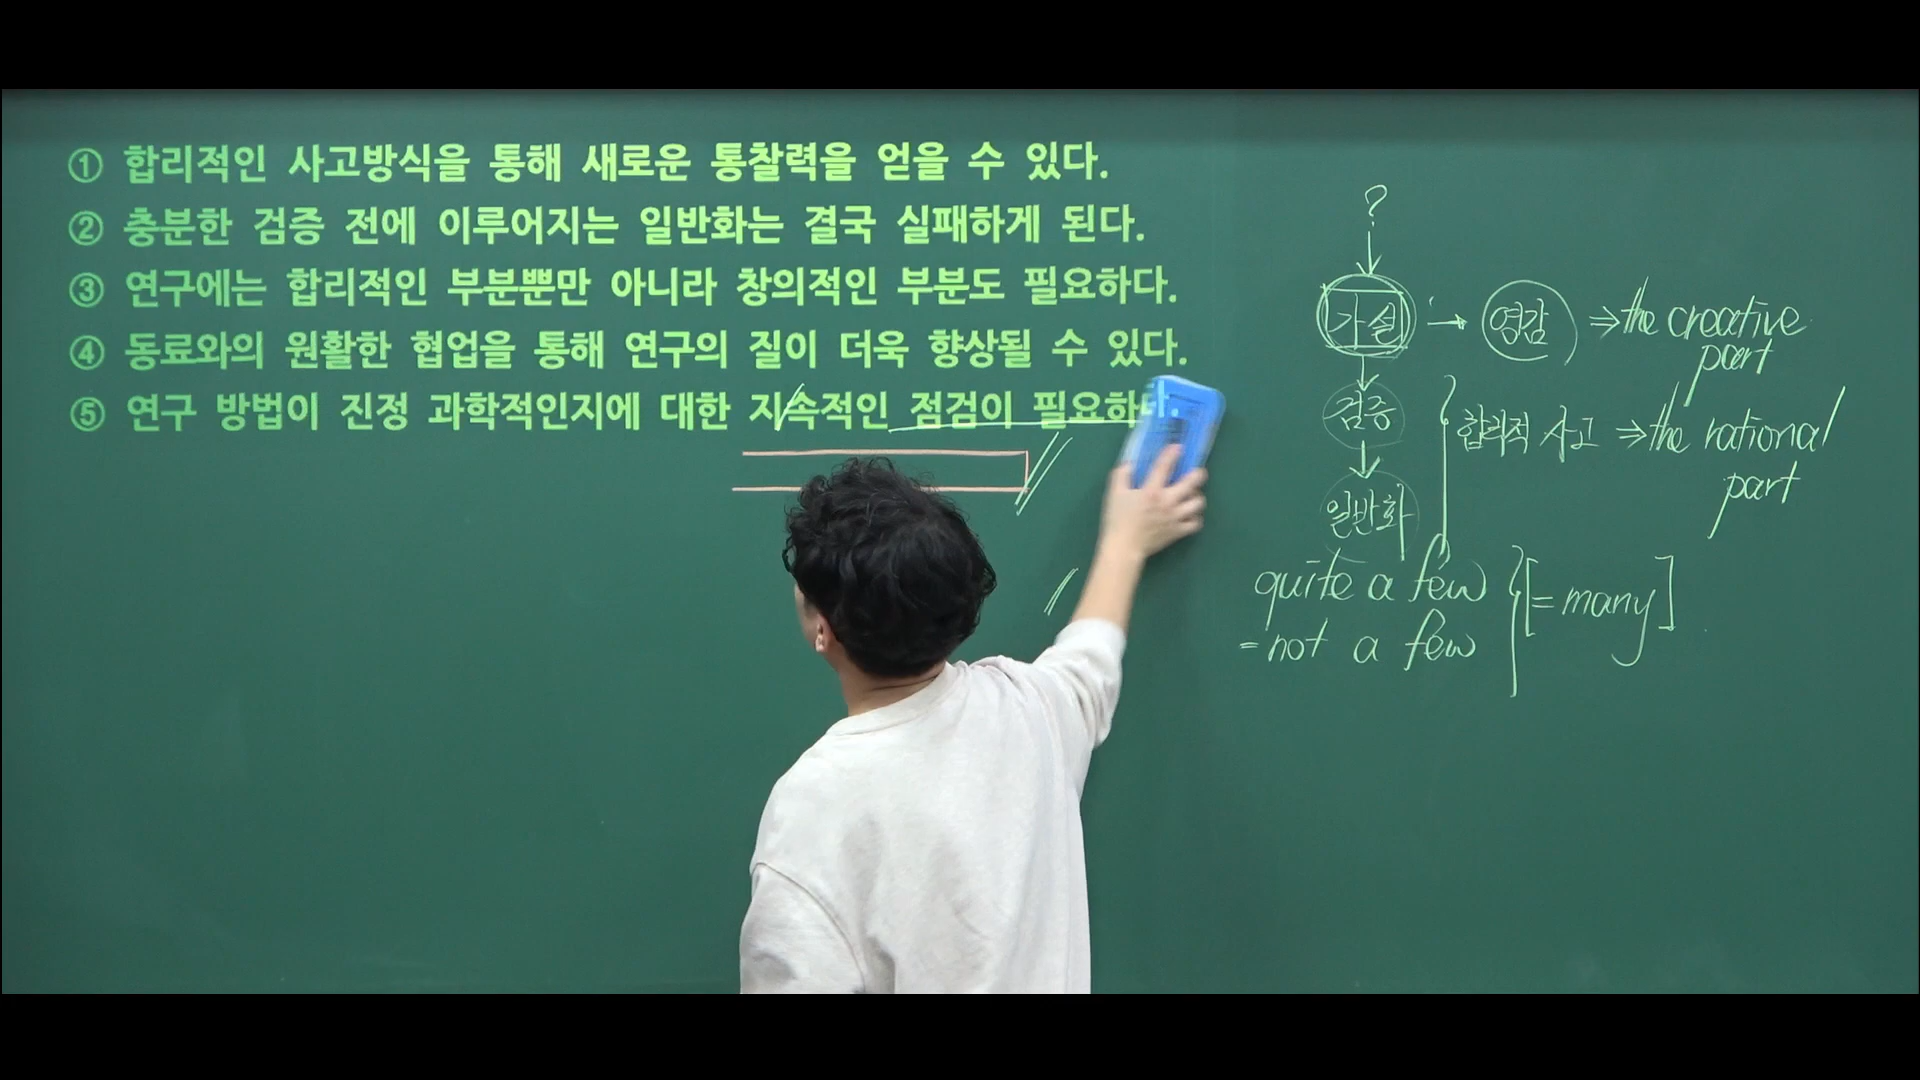 ① 합리적인 사고방식을 통해 새로운 통찰력을 얻을 수 있다.
② 충분한 검증 전에 이루어지는 일반화는 결국 실패하게 된다.
③ 연구에는 합리적인 부분뿐만 아니라 창의적인 부분도 필요하다.
④ 동료와의 원활한 협업을 통해 연구의 질이 더욱 향상될 수 있다.
⑤ 연구 방법이 진정 과학적인지에 대한 지속적인 점검이 필요하다.
?
가설 → 영감 ⇒ the creative
part
검증
합리적 사고 ⇒ the rational
part
일반화
quite a few
= not a few
[= many]